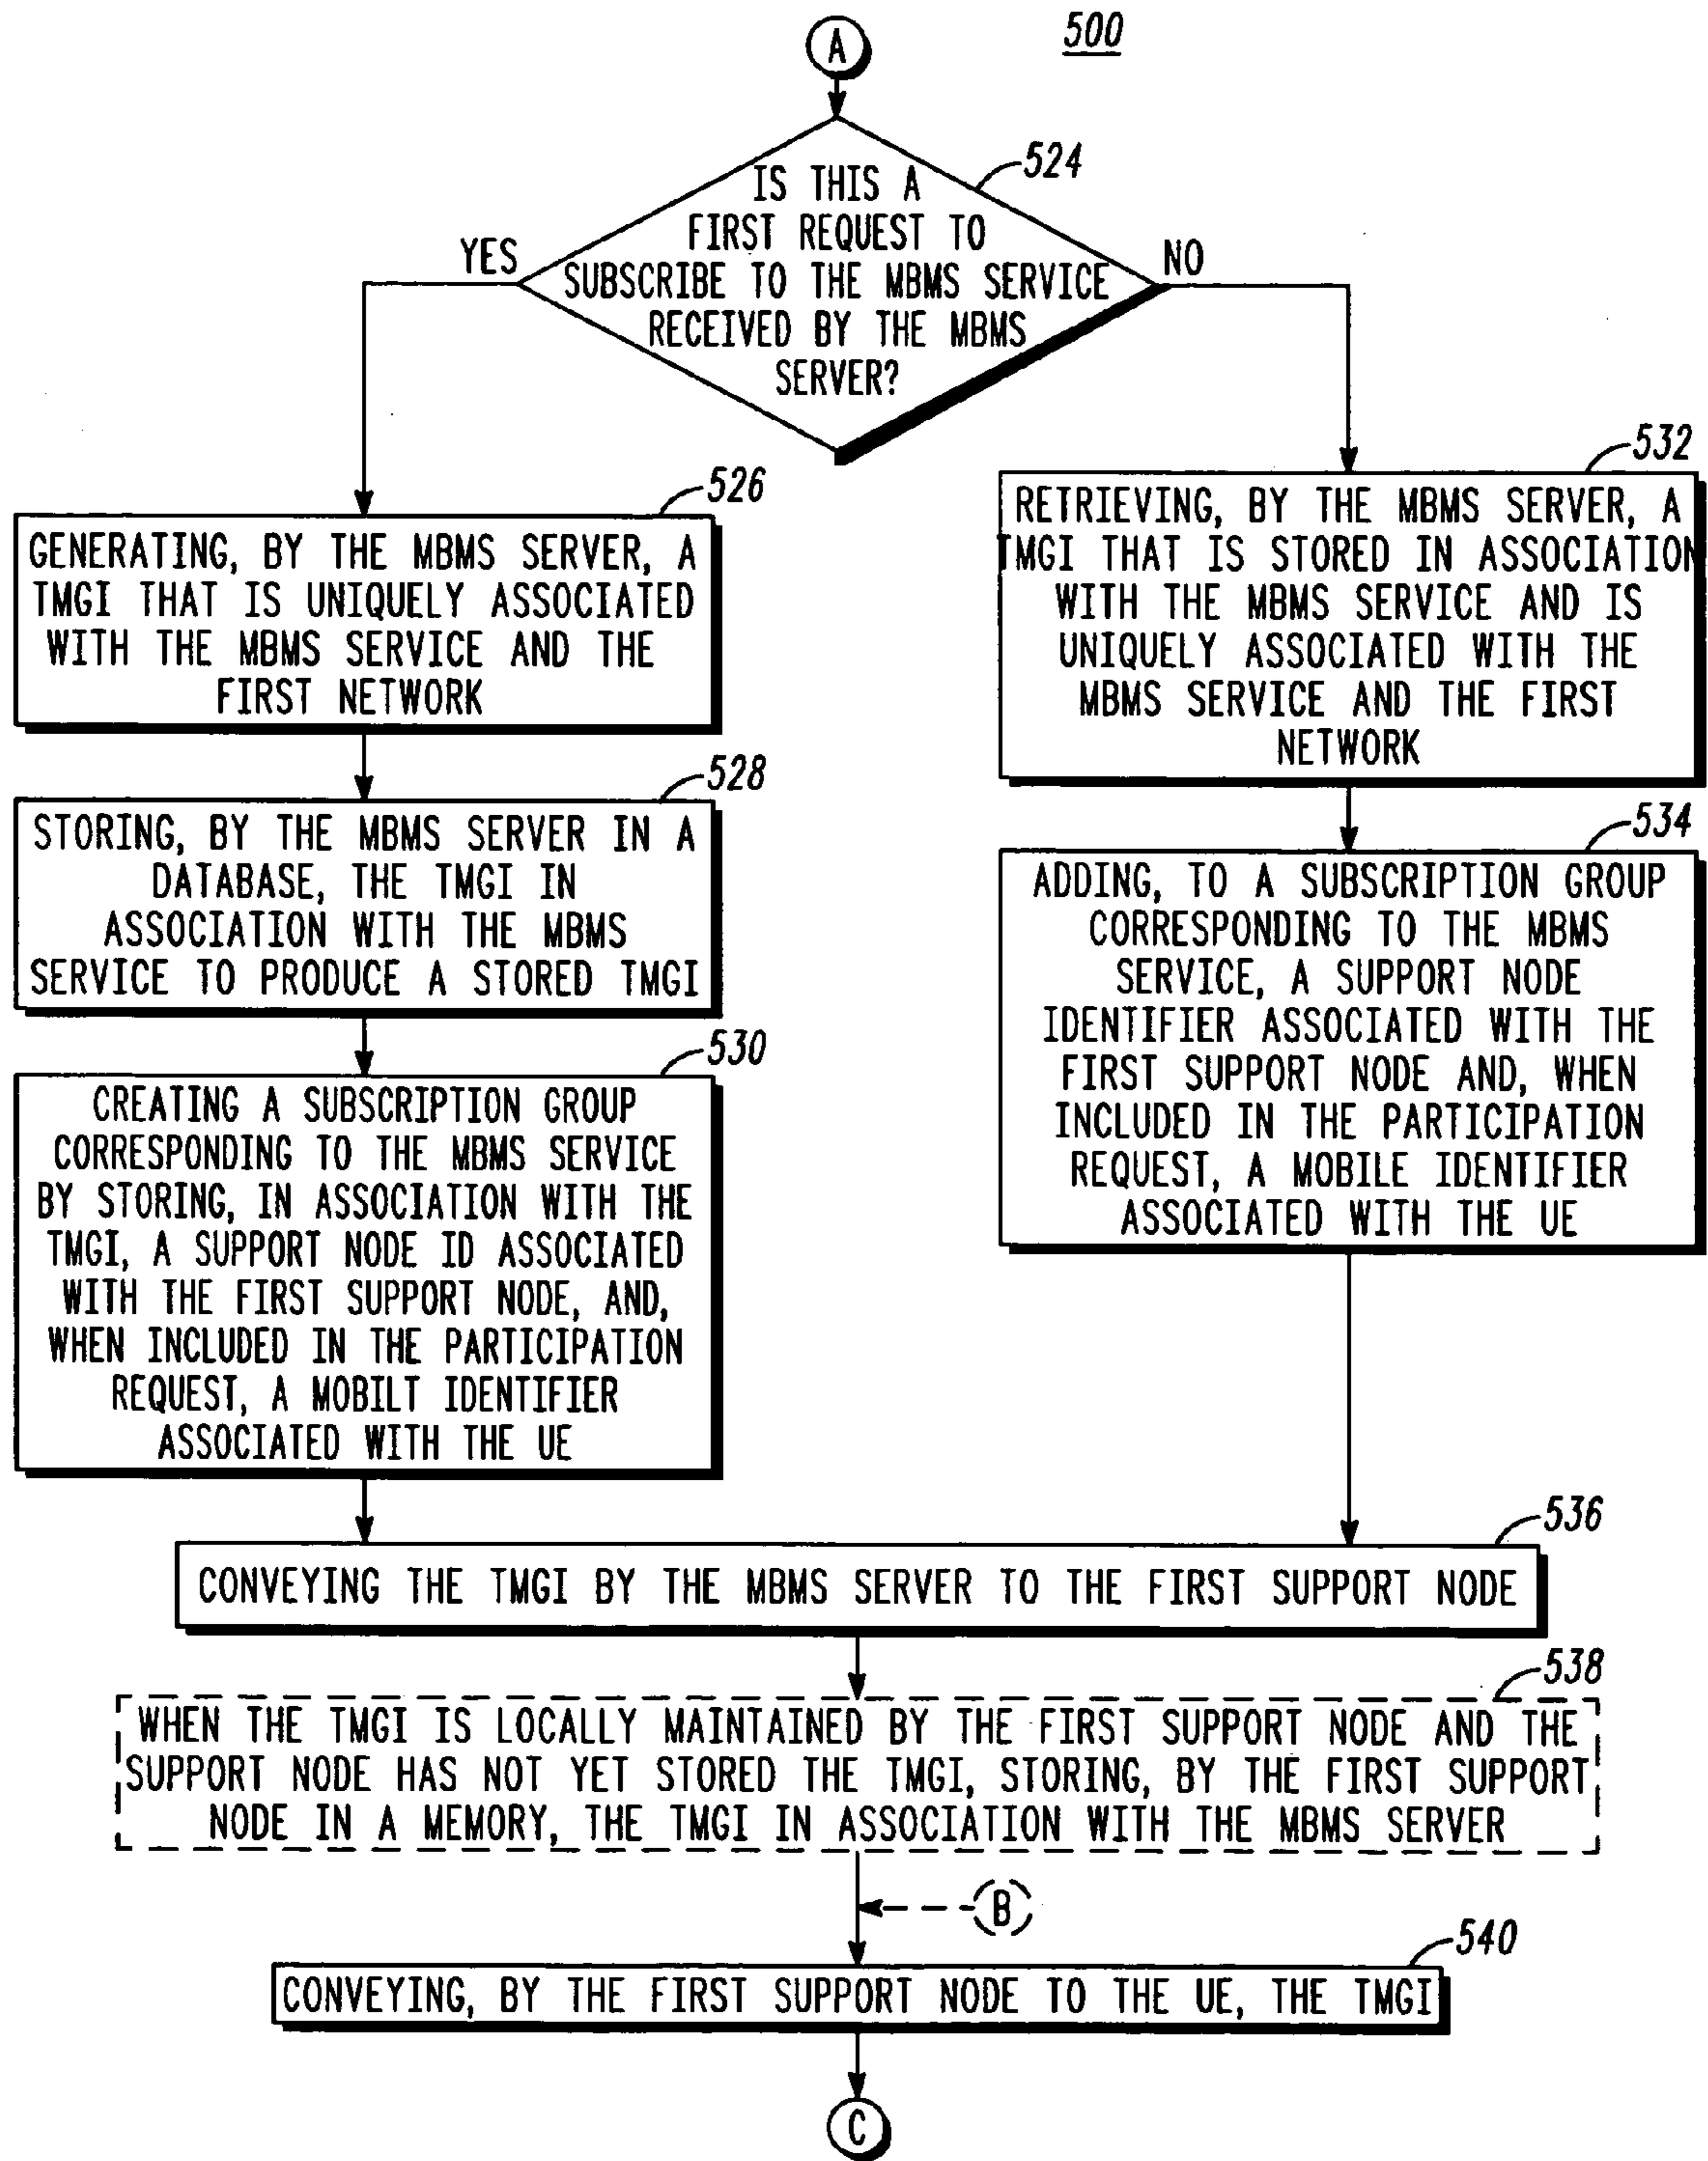 A
500
524
IS THIS A
FIRST REQUEST TO
SUBSCRIBE TO THE MBMS SERVICE
RECEIVED BY THE MBMS
SERVER?
YES
NO
526
GENERATING, BY THE MBMS SERVER, A
TMGI THAT IS UNIQUELY ASSOCIATED
WITH THE MBMS SERVICE AND THE
FIRST NETWORK
528
STORING, BY THE MBMS SERVER IN A
DATABASE, THE TMGI IN
ASSOCIATION WITH THE MBMS
SERVICE TO PRODUCE A STORED TMGI
530
CREATING A SUBSCRIPTION GROUP
CORRESPONDING TO THE MBMS SERVICE
BY STORING, IN ASSOCIATION WITH THE
TMGI, A SUPPORT NODE ID ASSOCIATED
WITH THE FIRST SUPPORT NODE, AND,
WHEN INCLUDED IN THE PARTICIPATION
REQUEST, A MOBILT IDENTIFIER
ASSOCIATED WITH THE UE
532
RETRIEVING, BY THE MBMS SERVER, A
TMGI THAT IS STORED IN ASSOCIATION
WITH THE MBMS SERVICE AND IS
UNIQUELY ASSOCIATED WITH THE
MBMS SERVICE AND THE FIRST
NETWORK
534
ADDING, TO A SUBSCRIPTION GROUP
CORRESPONDING TO THE MBMS
SERVICE, A SUPPORT NODE
IDENTIFIER ASSOCIATED WITH THE
FIRST SUPPORT NODE AND, WHEN
INCLUDED IN THE PARTICIPATION
REQUEST, A MOBILE IDENTIFIER
ASSOCIATED WITH THE UE
536
CONVEYING THE TMGI BY THE MBMS SERVER TO THE FIRST SUPPORT NODE
538
WHEN THE TMGI IS LOCALLY MAINTAINED BY THE FIRST SUPPORT NODE AND THE
SUPPORT NODE HAS NOT YET STORED THE TMGI, STORING, BY THE FIRST SUPPORT
NODE IN A MEMORY, THE TMGI IN ASSOCIATION WITH THE MBMS SERVER
B
540
CONVEYING, BY THE FIRST SUPPORT NODE TO THE UE, THE TMGI
C